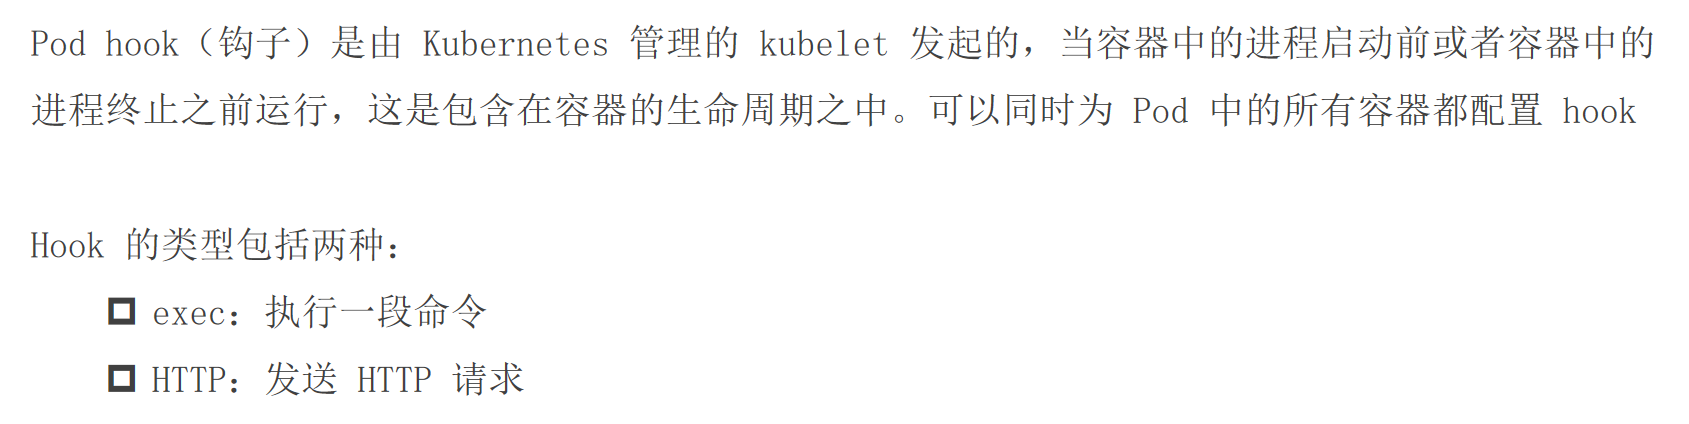 Pod hook（钩子）是由 Kubernetes 管理的 kubelet 发起的，当容器中的进程启动前或者容器中的
进程终止之前运行，这是包含在容器的生命周期之中。可以同时为 Pod 中的所有容器都配置 hook
Hook 的类型包括两种：
exec：执行一段命令
HTTP：发送 HTTP 请求